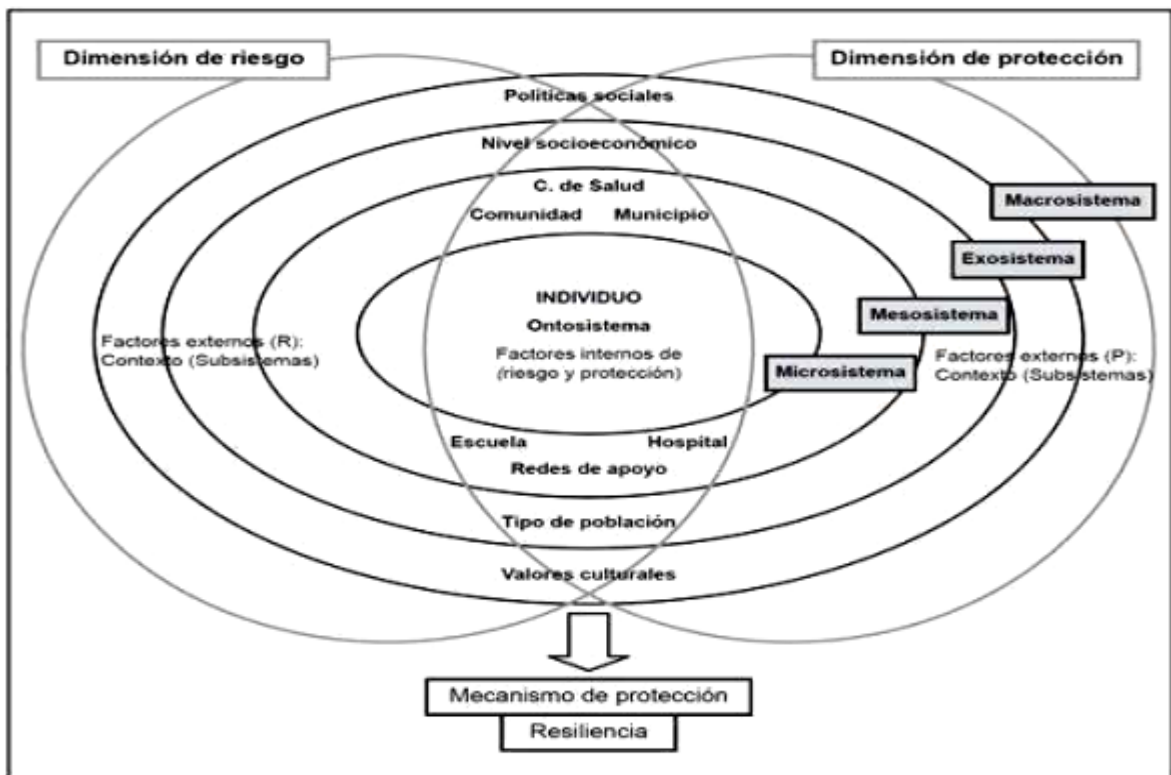 Dimensión de riesgo
Dimensión de protección
Políticas sociales
Nivel socioeconómico
C. de Salud
Comunidad Municipio
Macrosistema
Exosistema
INDIVIDUO
Ontosistema
Factores internos de
(riesgo y protección)
Mesosistema
Factores externos (R):
Contexto (Subsistemas)
Factores externos (P):
Contexto (Subsistemas)
Microsistema
Escuela Hospital
Redes de apoyo
Tipo de población
Valores culturales
Mecanismo de protección
Resiliencia